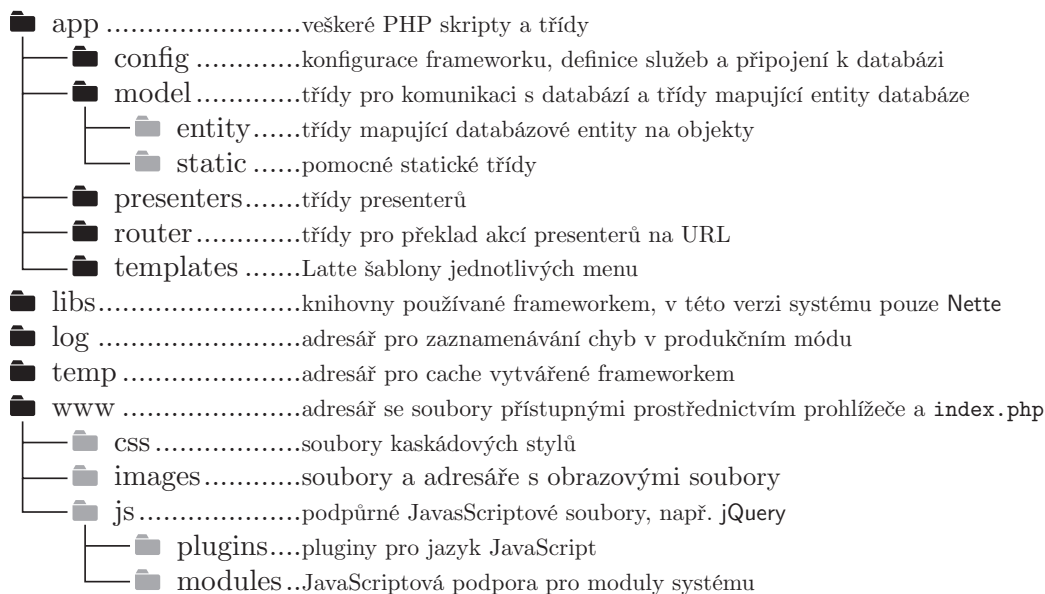 app ......................veškeré PHP skripty a třídy
config .............konfigurace frameworku, definice služeb a připojení k databázi
model.............třídy pro komunikaci s databází a třídy mapující entity databáze
entity......třídy mapující databázové entity na objekty
static ......pomocné statické třídy
presenters.......třídy presenterů
router.............třídy pro překlad akcí presenterů na URL
templates .......Latte šablony jednotlivých menu
libs.......................knihovny používané frameworkem, v této verzi systému pouze Nette
log .......................adresář pro zaznamenávání chyb v produkčním módu
temp ....................adresář pro cache vytvářené frameworkem
www ....................adresář se soubory přístupnými prostřednictvím prohlížeče a index.php
css ..................soubory kaskádových stylů
images............soubory a adresáře s obrazovými soubory
js....................podpůrné JavasScriptové soubory, např. jQuery
plugins....pluginy pro jazyk JavaScript
modules..JavaScriptová podpora pro moduly systému